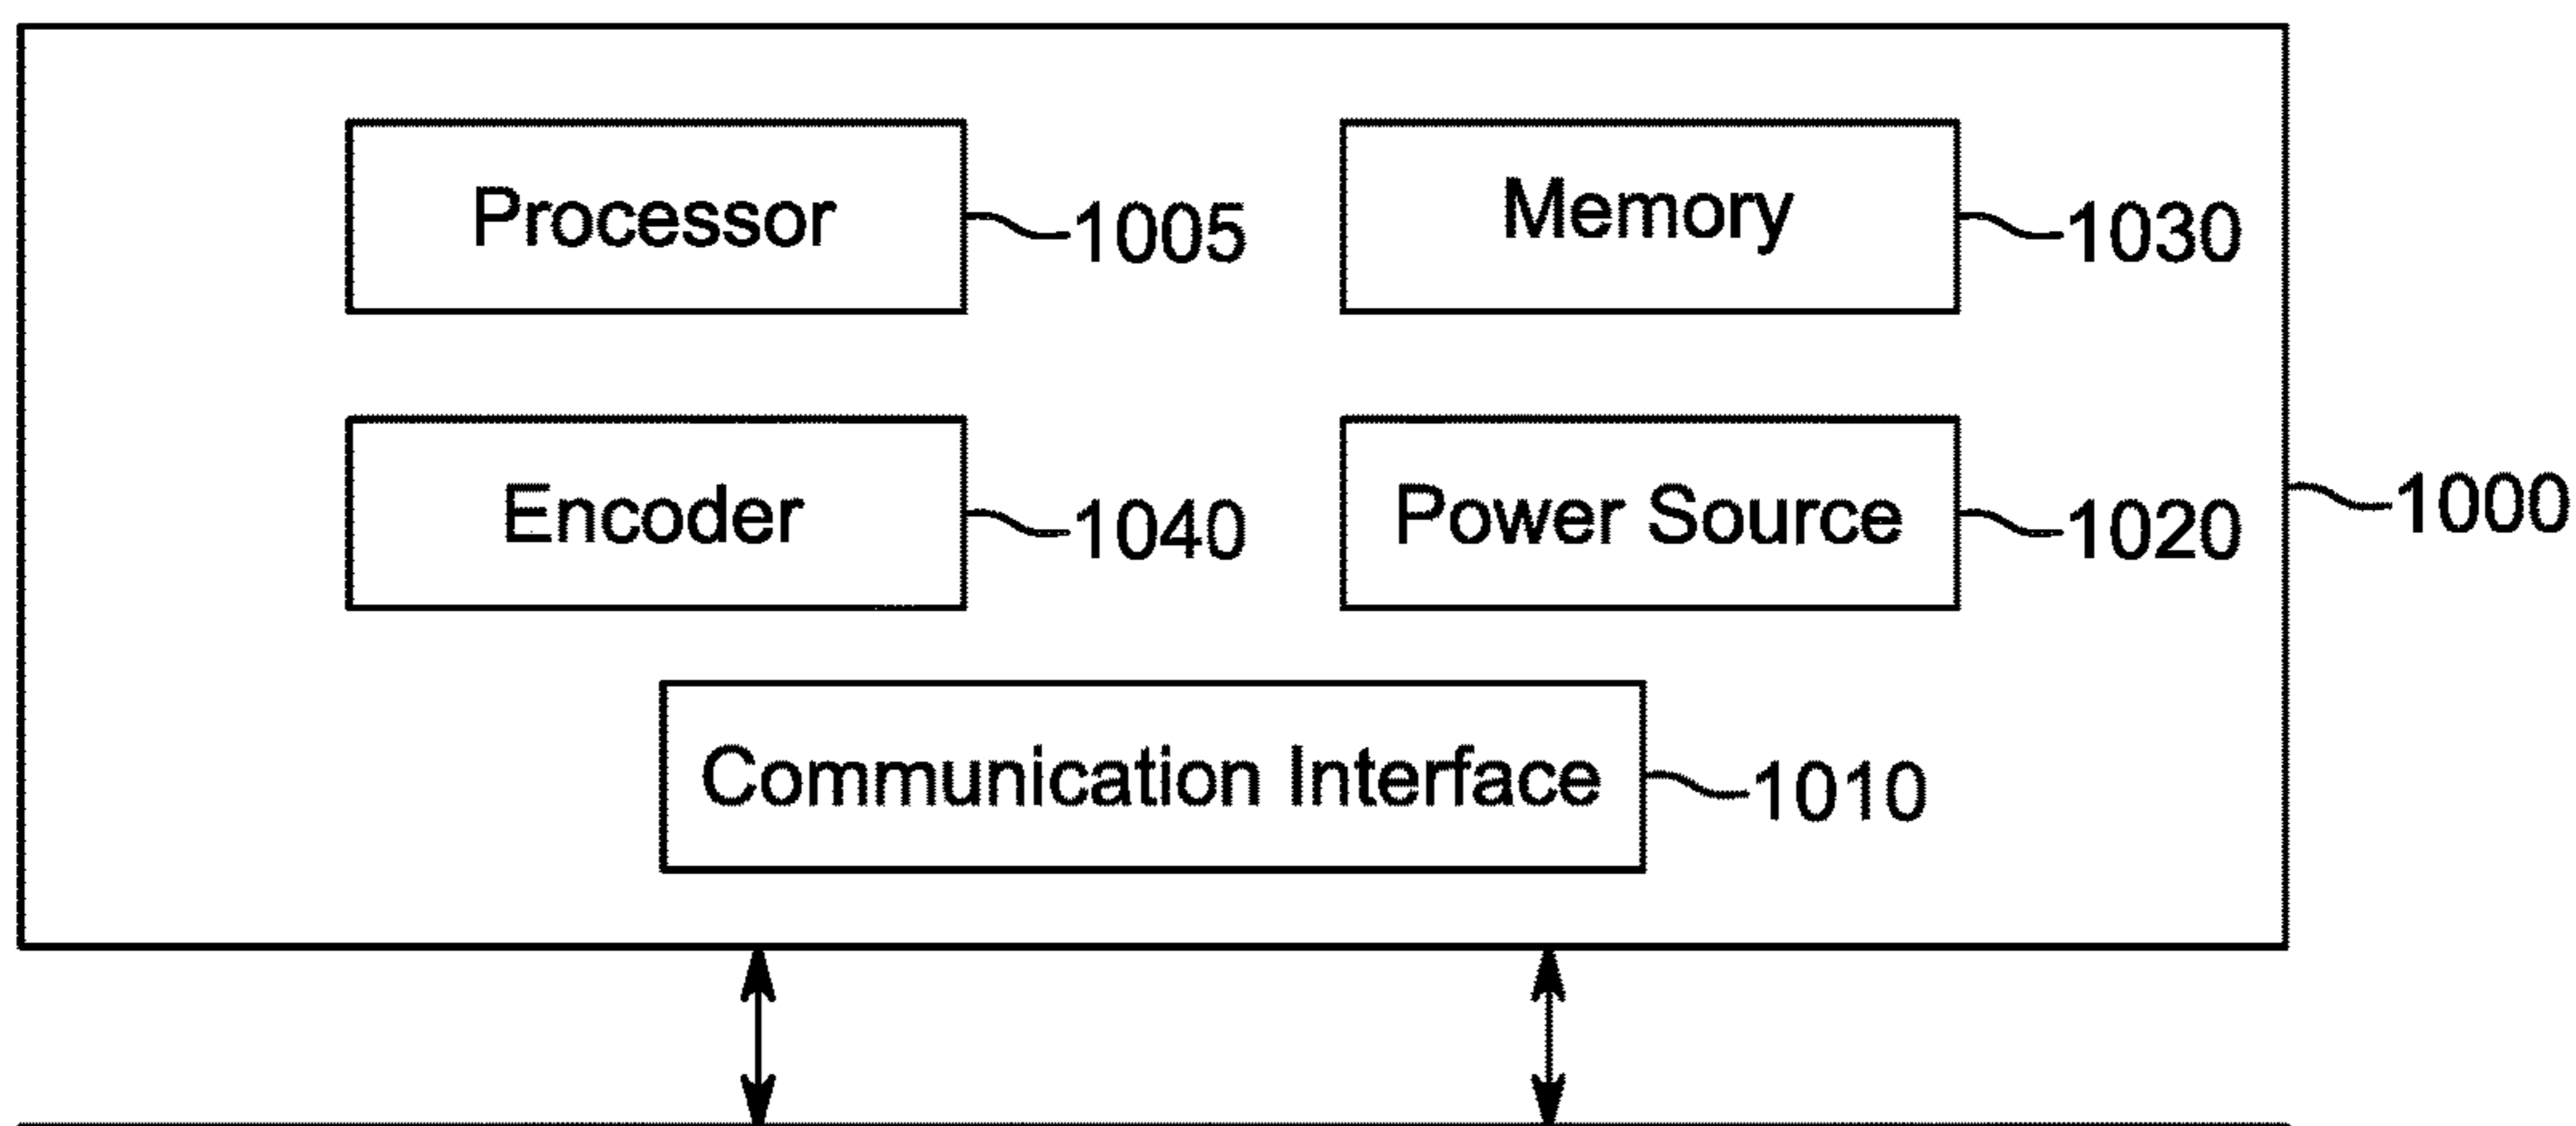 Processor 1005
Memory 1030
Encoder 1040
Power Source 1020
1000
Communication Interface 1010